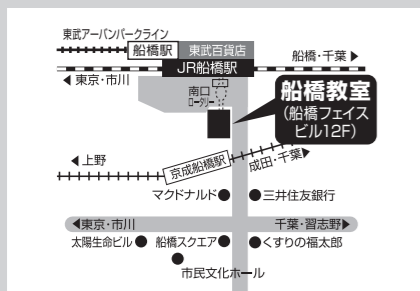 東武アーバンパークライン
船橋駅
東武百貨店
船橋・千葉▶
JR船橋駅
◀東京・市川
南口
ロータリー
船橋教室
(船橋フェイス
ビル12F)
◀上野
京成船橋駅
成田・千葉▶
マクドナルド
三井住友銀行
◀東京・市川
千葉・習志野▶
太陽生命ビル
船橋スクエア
くすりの福太郎
市民文化ホール